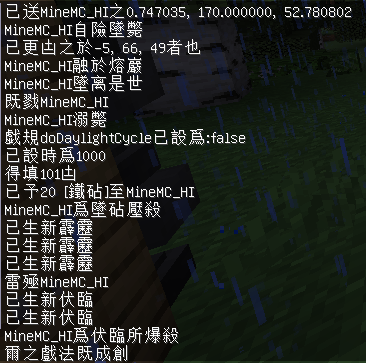 已送MineMC_HI之0.747035, 170.000000, 52.780802
MineMC_HI自險墜斃
已更甴之於-5, 66, 49者也
MineMC_HI融於熔巖
MineMC_HI墜离是世
既戮MineMC_HI
MineMC_HI溺斃
戲規doDaylightCycle已設爲:false
已設時爲1000
得填101甴
已予20 [鐵砧]至MineMC_HI
MineMC_HI爲墜砧壓殺
已生新霹靂
已生新霹靂
已生新霹靂
雷殛MineMC_HI
已生新伏臨
已生新伏臨
MineMC_HI爲伏臨所爆殺
爾之戲法既成創